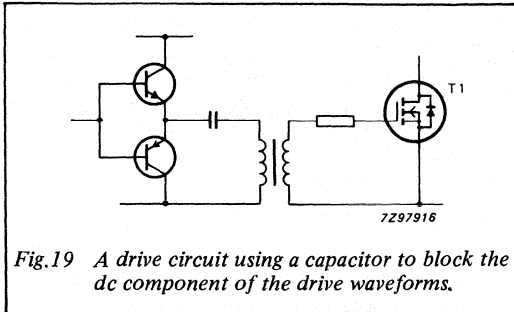 T1
7Z97916
Fig.19 A drive circuit using a capacitor to block the
dc component of the drive waveforms.